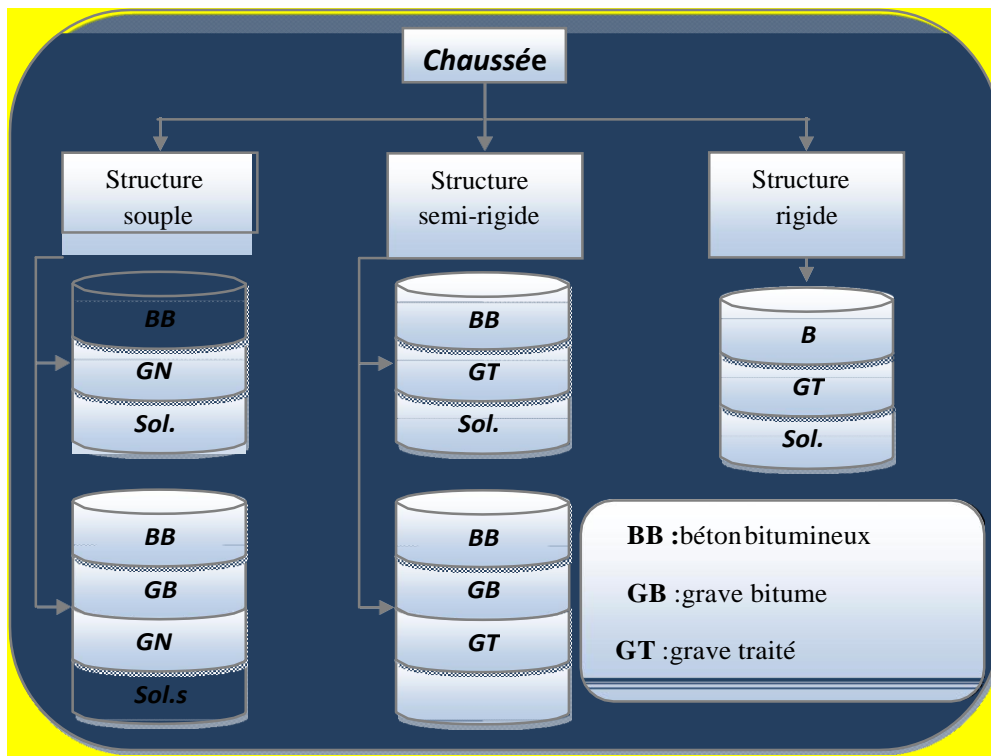 Chaussée
Structure
souple
Structure
semi-rigide
Structure
rigide
BB
GN
Sol.
BB
GT
Sol.
B
GT
Sol.
BB
GB
GN
Sol.s
BB
GB
GT
BB :béton bitumineux
GB :grave bitume
GT :grave traité